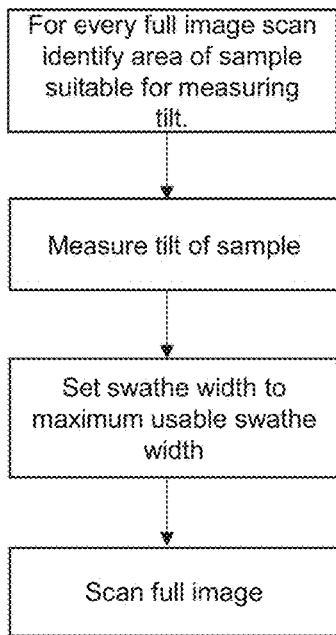 For every full image scan
identify area of sample
suitable for measuring
tilt.
Measure tilt of sample
Set swathe width to
maximum usable swathe
width
Scan full image